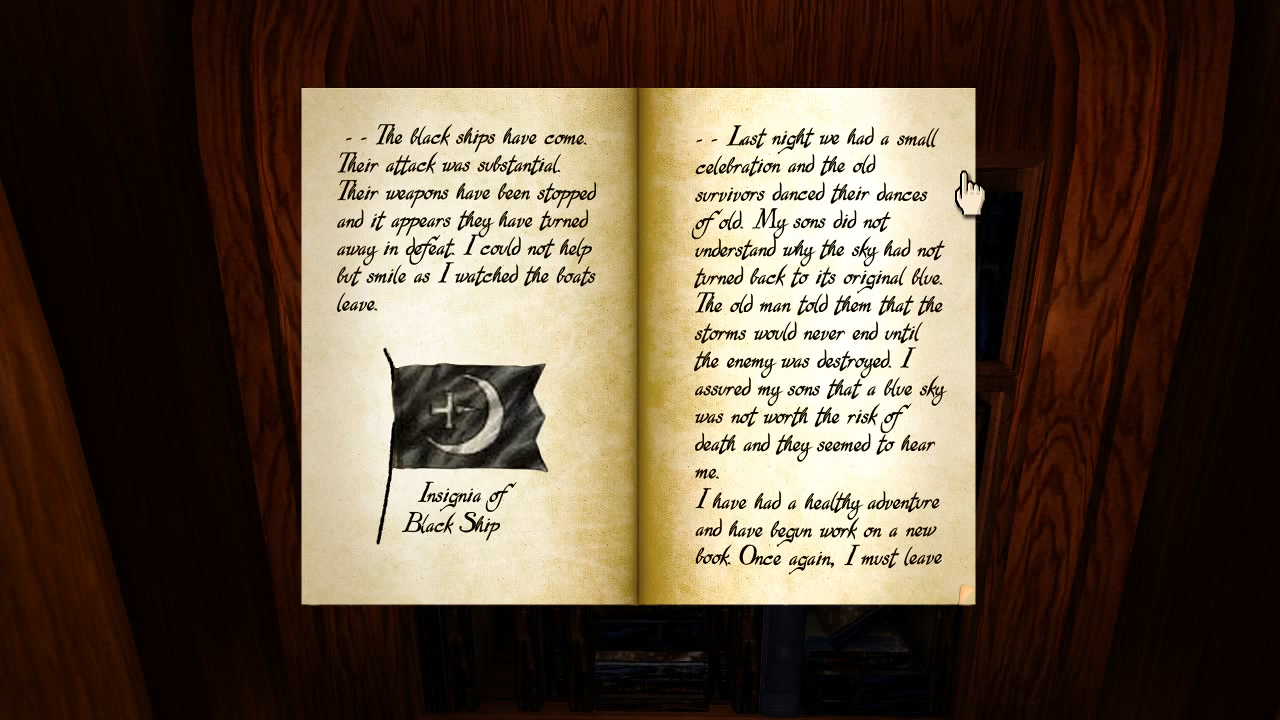 - - The black ships have come.
Their attack was substantial.
Their weapons have been stopped
and it appears they have turned
away in defeat. I could not help
but smile as I watched the boats
leave.
Insignia of
Black Ship
- - Last night we had a small
celebration and the old
survivors danced their dances
of old. My sons did not
understand why the sky had not
turned back to its original blue.
The old man told them that the
storms would never end until
the enemy was destroyed. I
assured my sons that a blue sky
was not worth the risk of
death and they seemed to hear
me.
I have had a healthy adventure
and have begun work on a new
book. Once again, I must leave